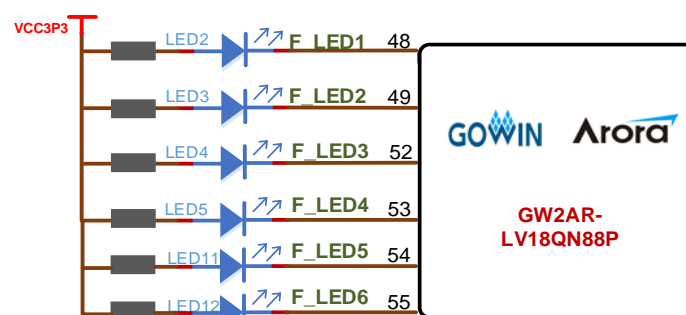 VCC3P3
LED2 F_LED1 48
LED3 F_LED2 49
LED4 F_LED3 52
LED5 F_LED4 53
LED11 F_LED5 54
LED12 F_LED6 55
GOWIN Arora
GW2AR-
LV18QN88P